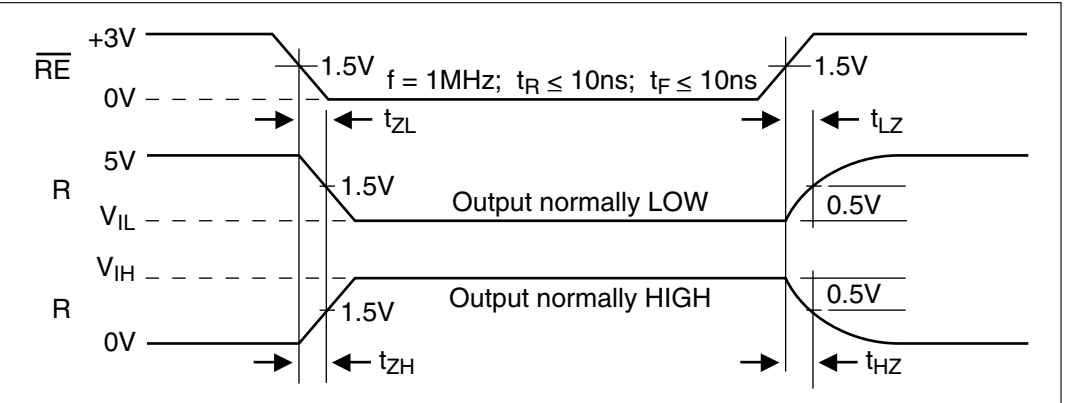 +3V
RE
1.5V
f = 1MHz; tR ≤ 10ns; tF ≤ 10ns
1.5V
0V
tZL
tLZ
5V
R
1.5V
Output normally LOW
0.5V
VIL
VIH
Output normally HIGH
0.5V
R
1.5V
0V
tZH
tHZ